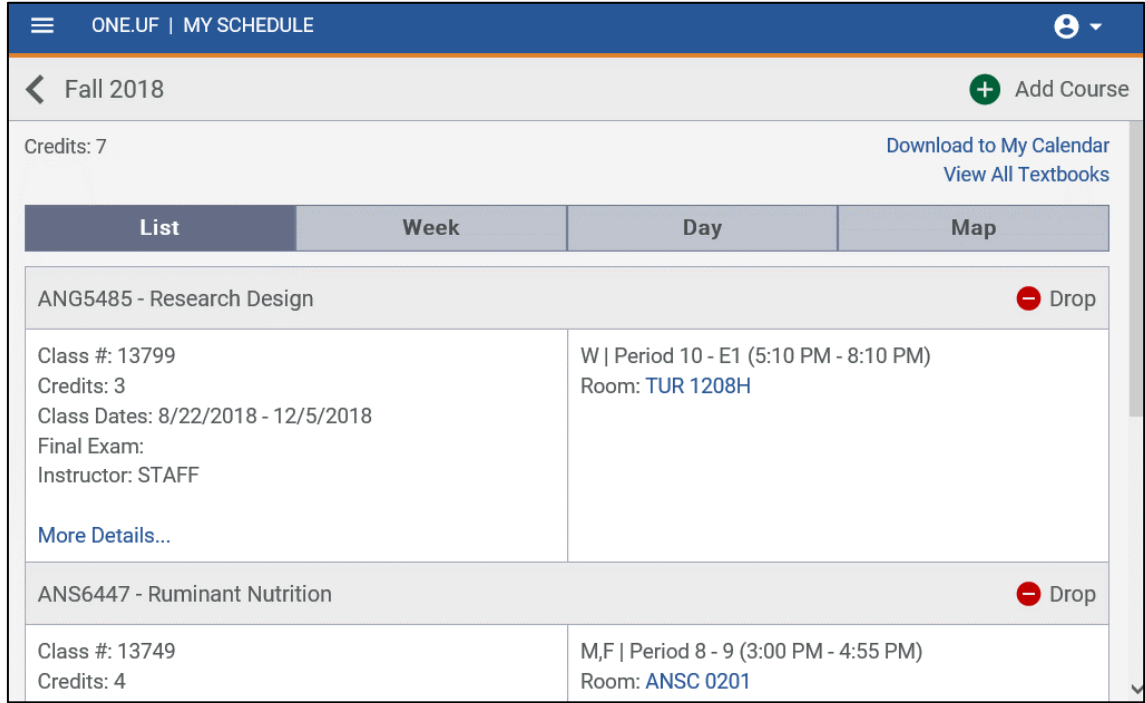 ONE.UF | MY SCHEDULE
Fall 2018
Add Course
Credits: 7
Download to My Calendar
View All Textbooks
List Week Day Map
ANG5485 - Research Design
Drop
Class #: 13799
Credits: 3
Class Dates: 8/22/2018 - 12/5/2018
Final Exam:
Instructor: STAFF
More Details...
W | Period 10 - E1 (5:10 PM - 8:10 PM)
Room: TUR 1208H
ANS6447 - Ruminant Nutrition
Drop
Class #: 13749
Credits: 4
M,F | Period 8 - 9 (3:00 PM - 4:55 PM)
Room: ANSC 0201